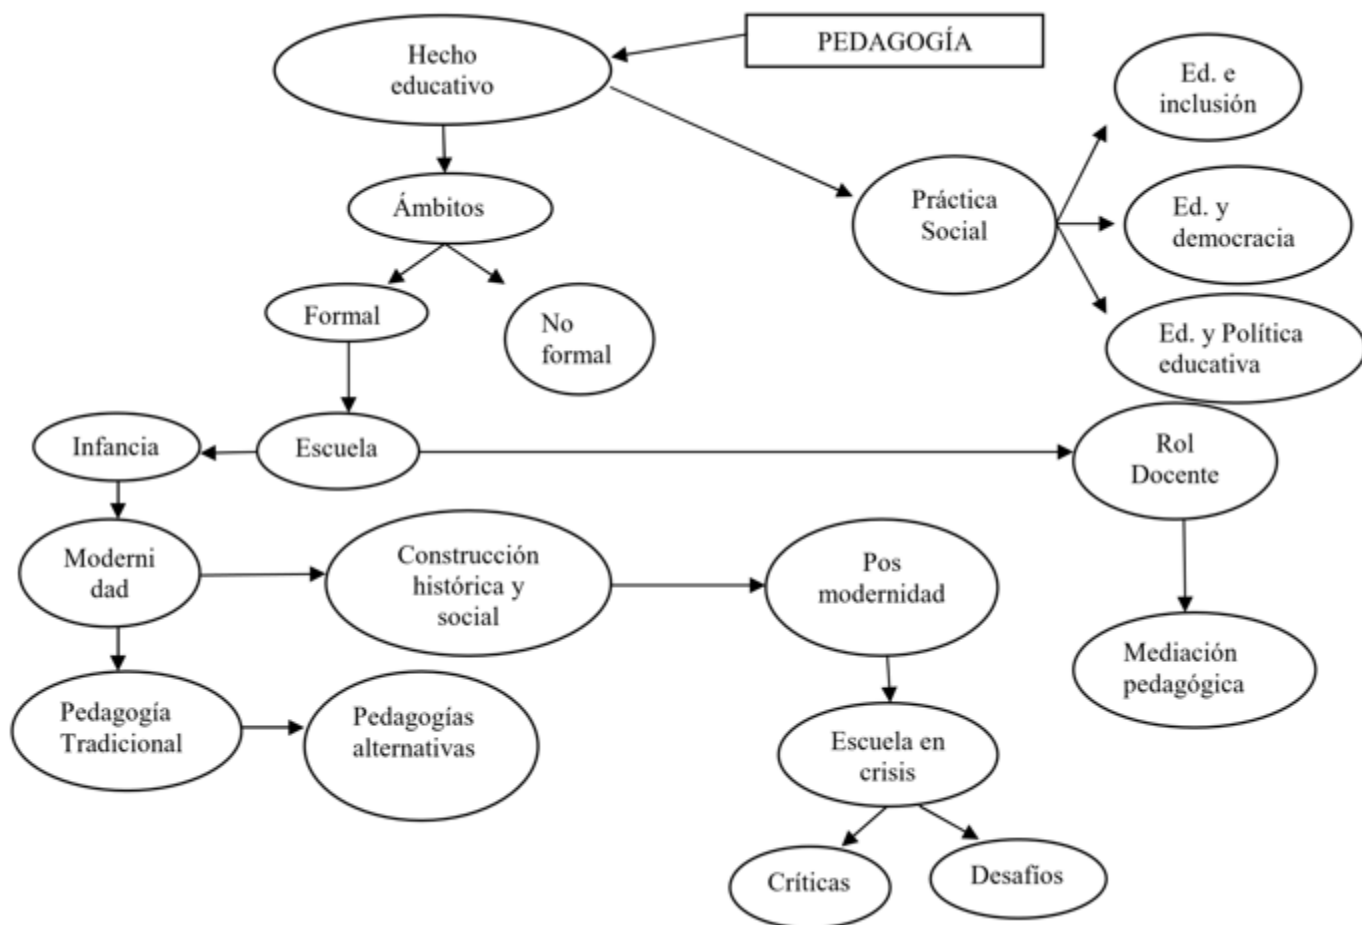 Hecho
educativo
PEDAGOGÍA
Ed. e
inclusión
Ámbitos
Práctica
Social
Ed. y
democracia
Formal
No
formal
Ed. y Política
educativa
Infancia
Escuela
Rol
Docente
Moderni
dad
Construcción
histórica y
social
Pos
modernidad
Mediación
pedagógica
Pedagogía
Tradicional
Pedagogías
alternativas
Escuela en
crisis
Críticas
Desafíos